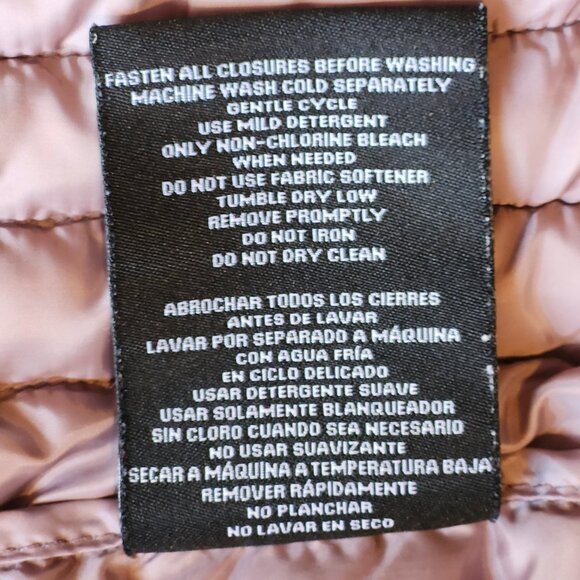 FASTEN ALL CLOSURES BEFORE WASHING
MACHINE WASH COLD SEPARATELY
GENTLE CYCLE
USE MILD DETERGENT
ONLY NON-CHLORINE BLEACH
WHEN NEEDED
DO NOT USE FABRIC SOFTENER
TUMBLE DRY LOW
REMOVE PROMPTLY
DO NOT IRON
DO NOT DRY CLEAN
ABROCHAR TODOS LOS CIERRES
ANTES DE LAVAR
LAVAR POR SEPARADO A MÁQUINA
CON AGUA FRÍA
EN CICLO DELICADO
USAR DETERGENTE SUAVE
USAR SOLAMENTE BLANQUEADOR
SIN CLORO CUANDO SEA NECESARIO
NO USAR SUAVIZANTE
SECAR A MÁQUINA A TEMPERATURA BAJA
REMOVER RÁPIDAMENTE
NO PLANCHAR
NO LAVAR EN SECO